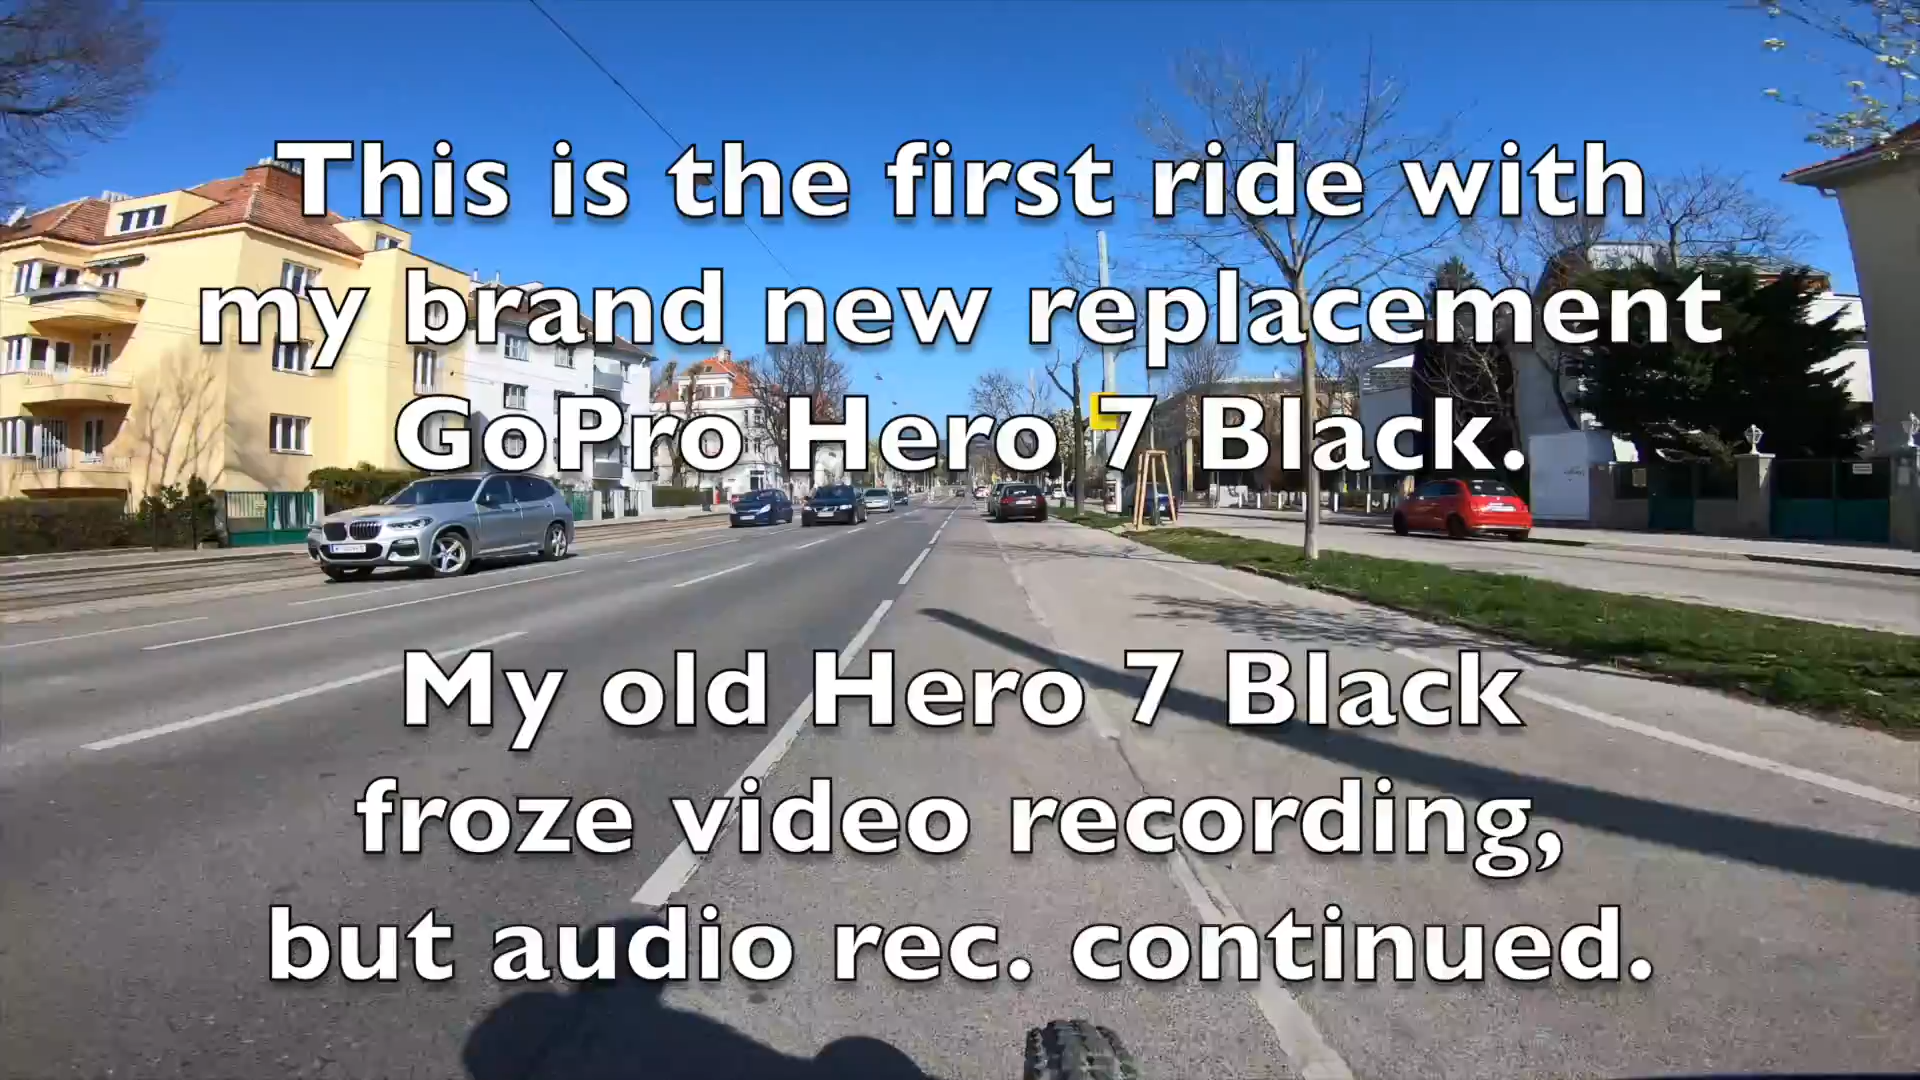 This is the first ride with
my brand new replacement
GoPro Hero 7 Black.
My old Hero 7 Black
froze video recording,
but audio rec. continued.